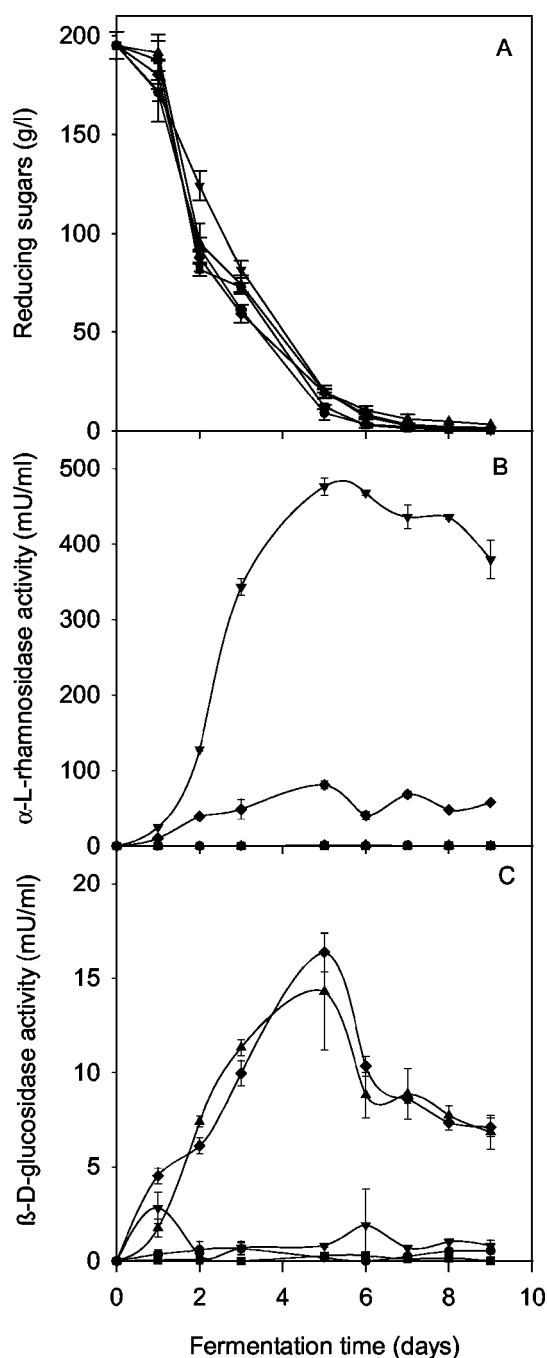 A
Reducing sugars (g/l)
200
150
100
50
0
B
α-L-rhamnosidase activity (mU/ml)
500
400
300
200
100
0
C
ß-D-glucosidase activity (mU/ml)
20
15
10
5
0
0 2 4 6 8 10
Fermentation time (days)